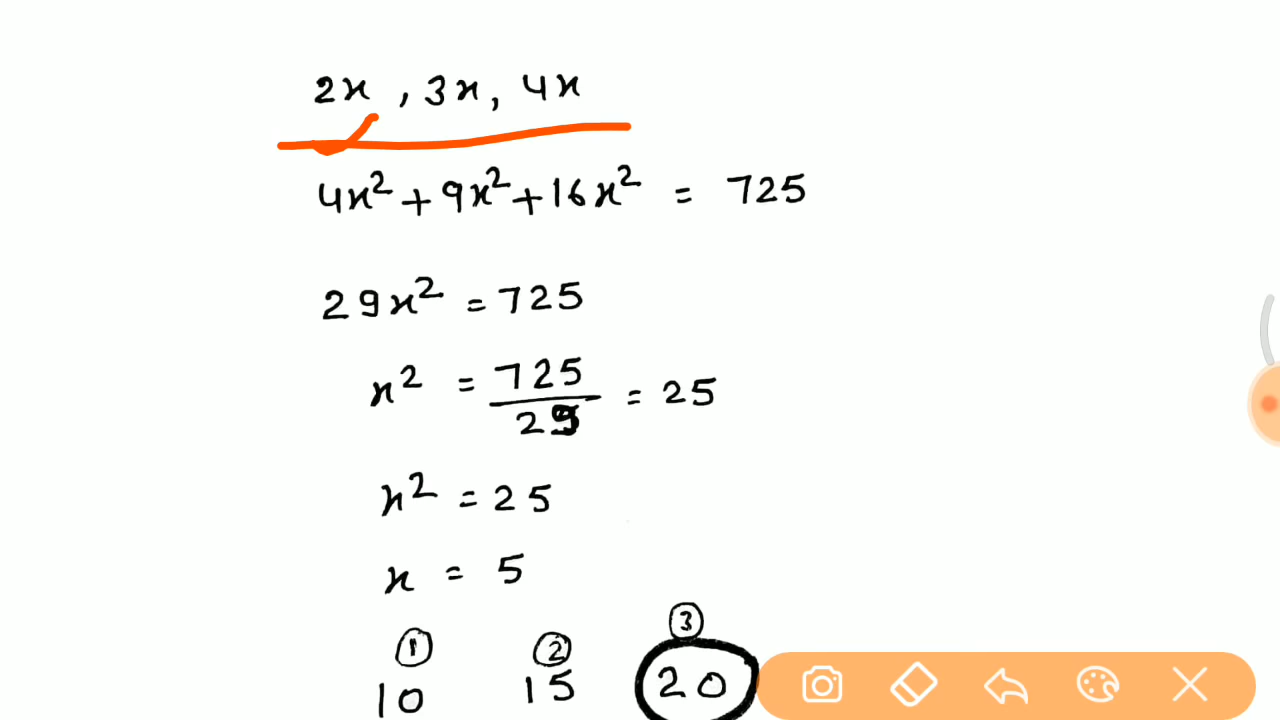 2x , 3x, 4x
4x² + 9x² + 16x² = 725
29x² = 725
x² = 725/29 = 25
x² = 25
x = 5
① ② ③
10 15 20